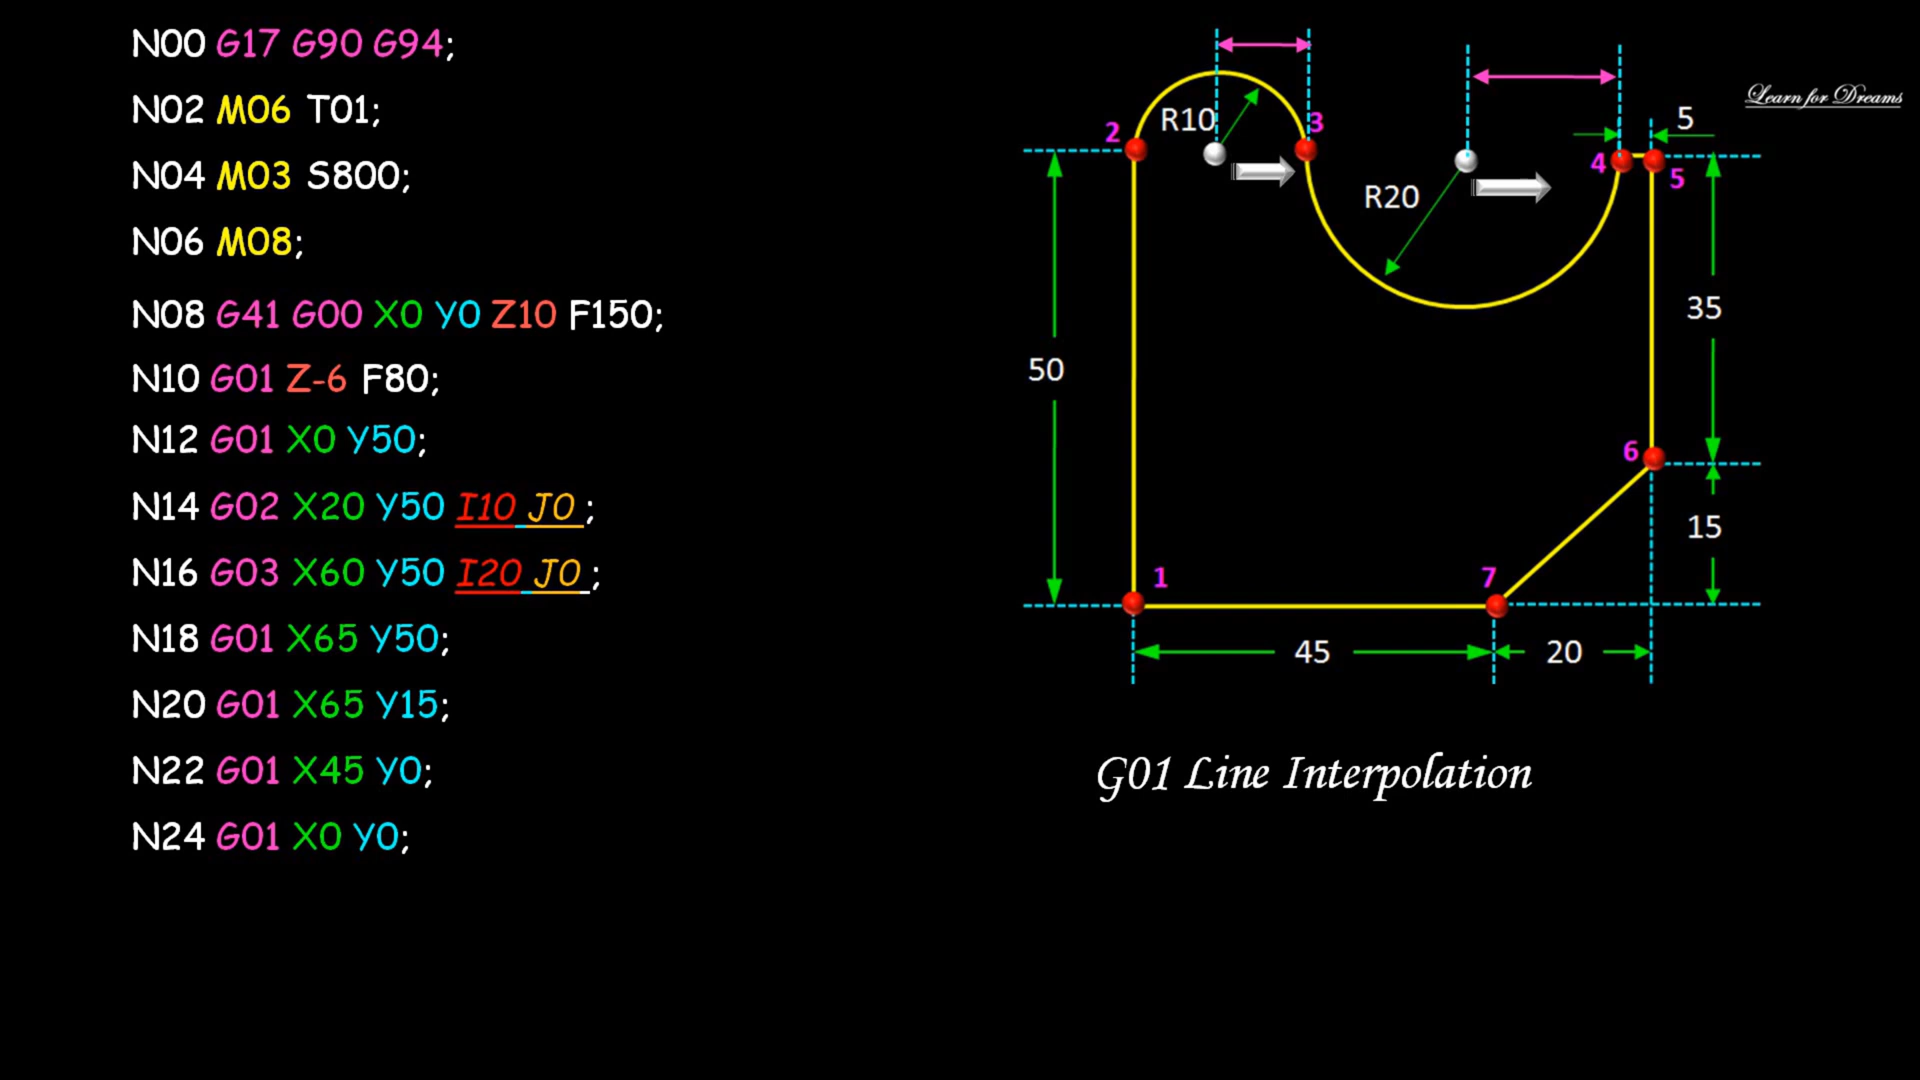 N00 G17 G90 G94;
N02 M06 T01;
N04 M03 S800;
N06 M08;
N08 G41 G00 X0 Y0 Z10 F150;
N10 G01 Z-6 F80;
N12 G01 X0 Y50;
N14 G02 X20 Y50 I10 J0 ;
N16 G03 X60 Y50 I20 J0 ;
N18 G01 X65 Y50;
N20 G01 X65 Y15;
N22 G01 X45 Y0;
N24 G01 X0 Y0;
Learn for Dreams
5
2
R10
3
4
5
R20
35
50
6
15
1
7
45
20
G01 Line Interpolation